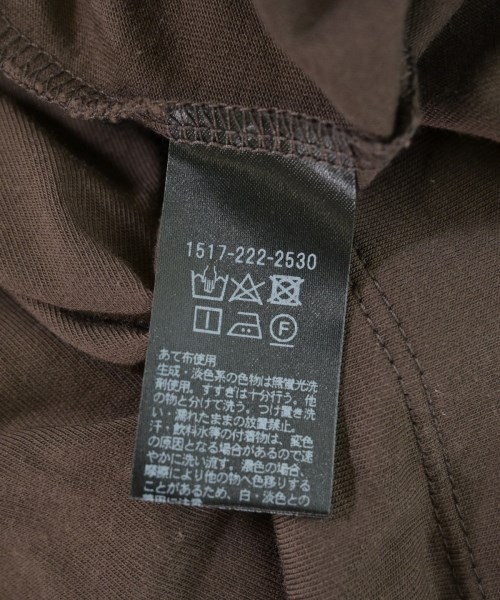 1517-222-2530
F
あて布使用
生成・淡色系の色物は無蛍光洗
剤使用。すすぎは十分行う。他
の物と分けて洗う。つけ置き洗
い・濡れたままの放置禁止。
汗・飲料水等の付着物は、変色
の原因となる場合があるので速
やかに洗い流す。濃色の場合、
摩擦により他の物へ色移りする
ことがあるため、白・淡色との